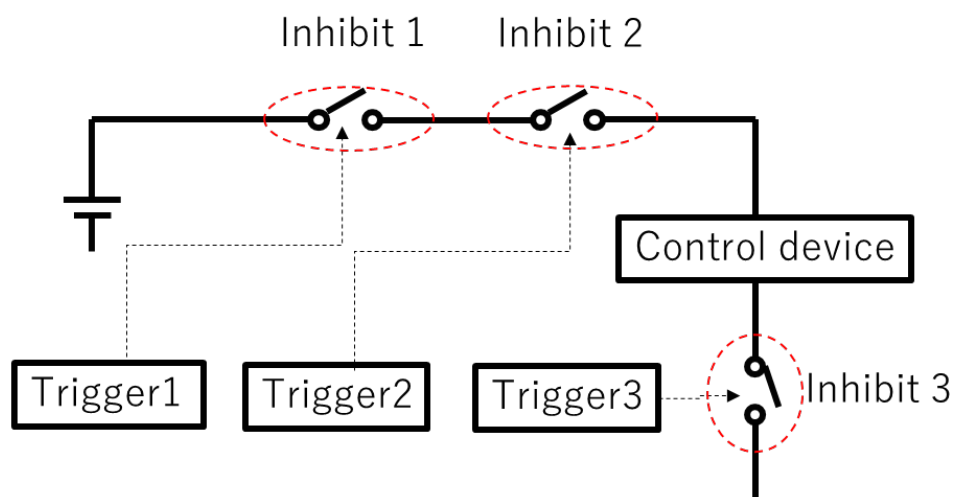 Inhibit 1
Inhibit 2
Control device
Trigger1
Trigger2
Trigger3
Inhibit 3